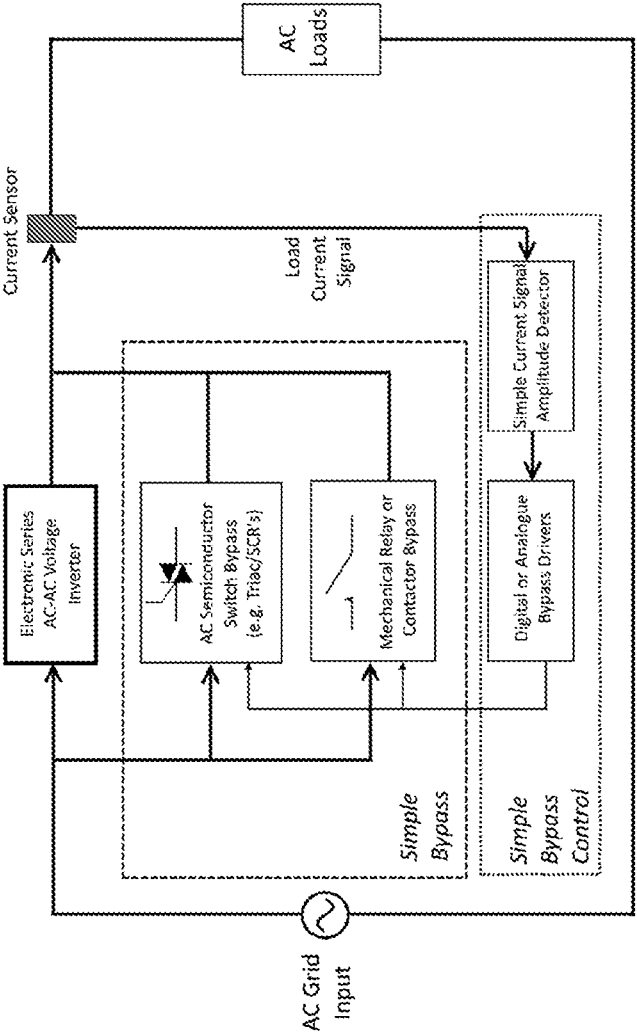 AC Grid
Input
Electronic Series
AC-AC Voltage
Inverter
AC Semiconductor
Switch Bypass
(e.g. Triac/SCR's)
Mechanical Relay or
Contactor Bypass
Simple
Bypass
Digital or Analogue
Bypass Drivers
Simple Current Signal
Amplitude Detector
Simple
Bypass
Control
Current Sensor
Load
Current
Signal
AC
Loads